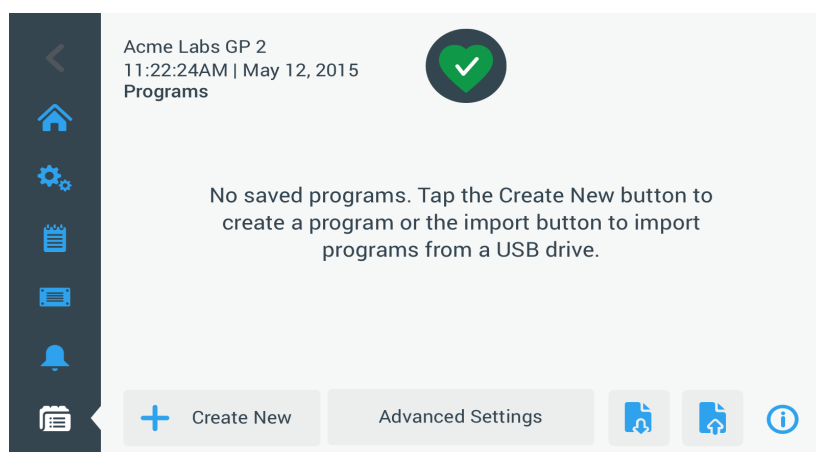 Acme Labs GP 2
11:22:24AM | May 12, 2015
Programs
No saved programs. Tap the Create New button to
create a program or the import button to import
programs from a USB drive.
Create New
Advanced Settings